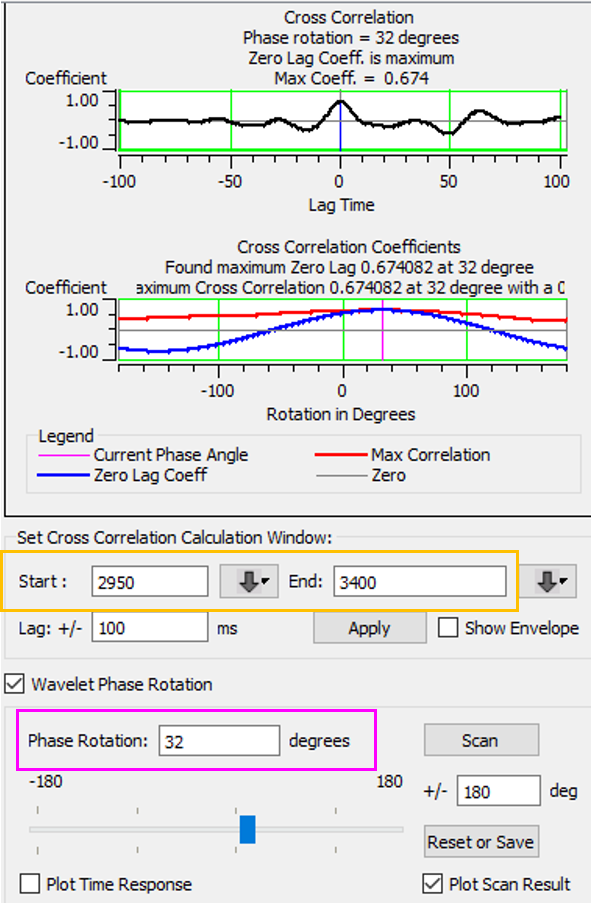 Cross Correlation
Phase rotation = 32 degrees
Zero Lag Coeff. is maximum
Coefficient Max Coeff. = 0.674
1.00
-1.00
-100 -50 0 50 100
Lag Time
Cross Correlation Coefficients
Found maximum Zero Lag 0.674082 at 32 degree
Coefficient aximum Cross Correlation 0.674082 at 32 degree with a 0
1.00
-1.00
-100 0 100
Rotation in Degrees
Legend
Current Phase Angle Max Correlation
Zero Lag Coeff Zero
Set Cross Correlation Calculation Window:
Start : 2950 End: 3400
Lag: +/- 100 ms Apply Show Envelope
Wavelet Phase Rotation
Phase Rotation: 32 degrees Scan
-180 180
+/- 180 deg
Reset or Save
Plot Time Response Plot Scan Result